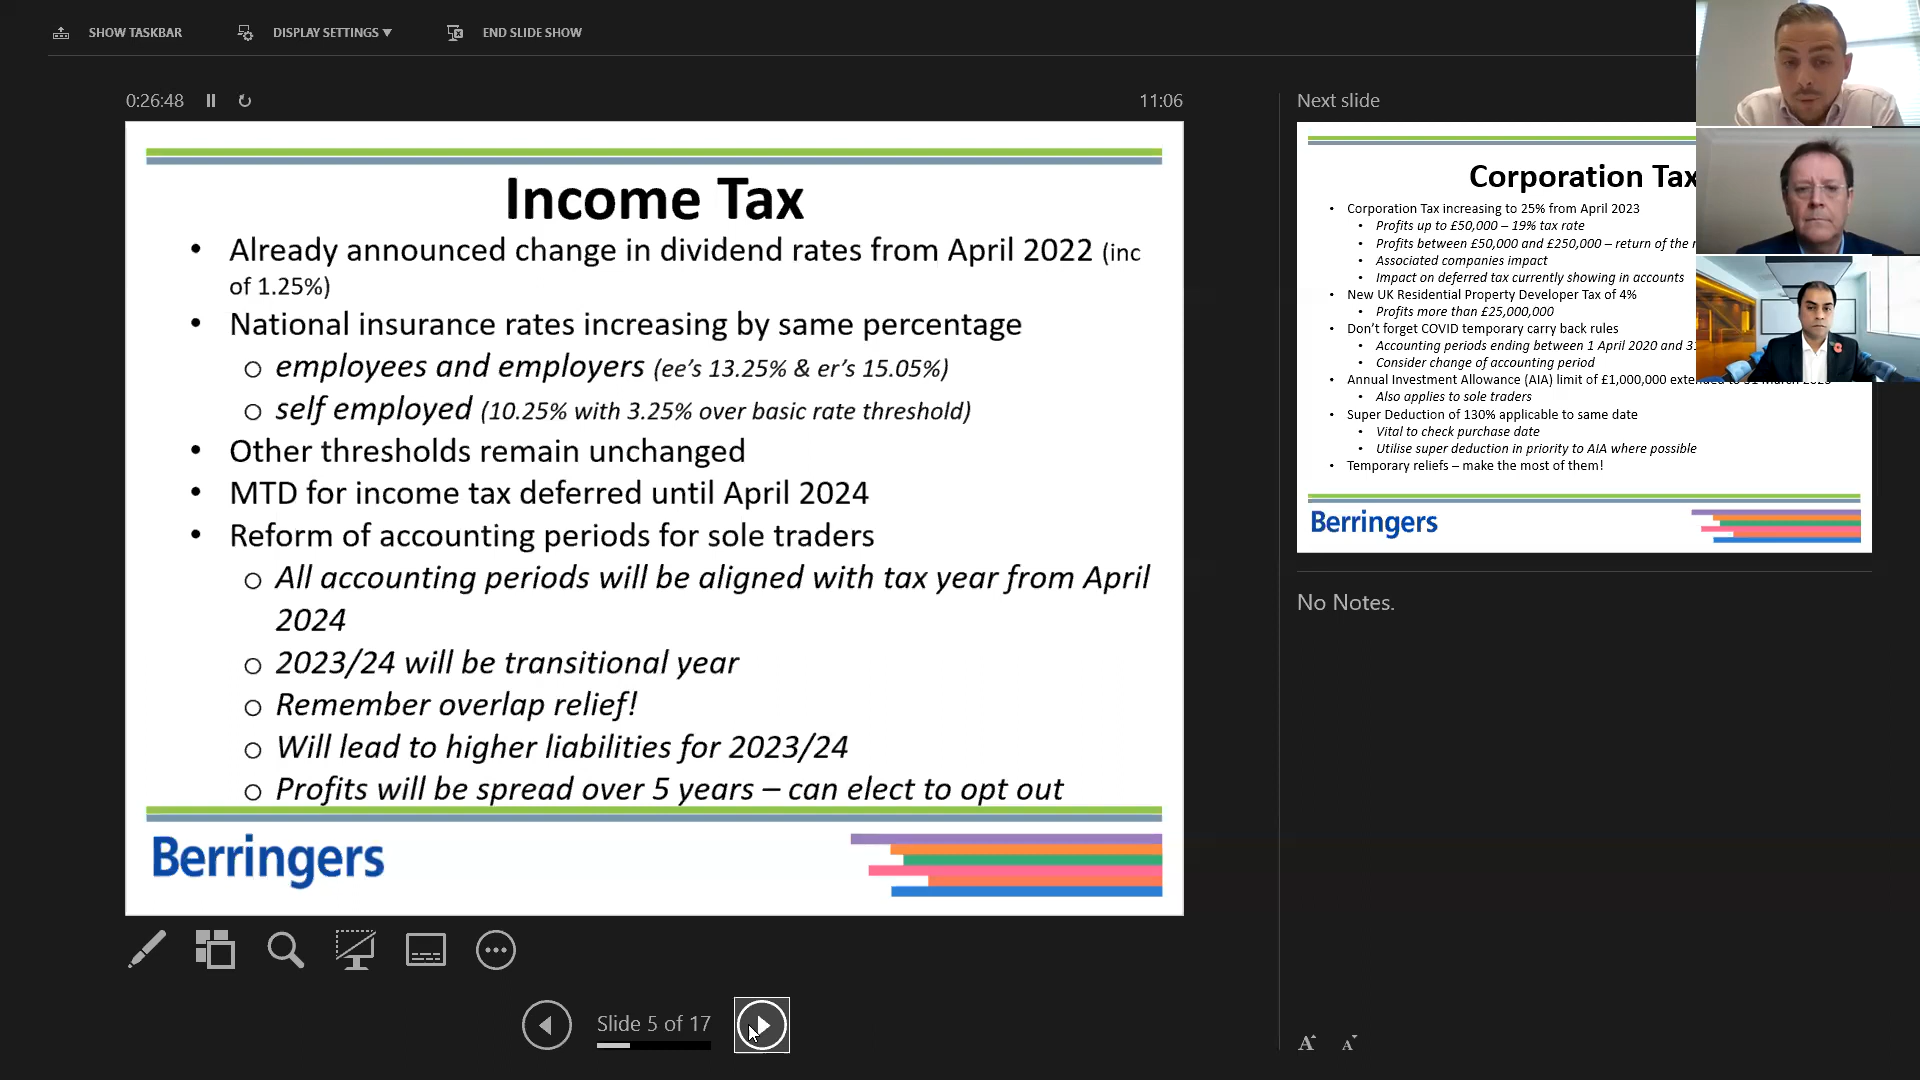 SHOW TASKBAR
DISPLAY SETTINGS ▼
END SLIDE SHOW
0:26:48
11:06
Income Tax
• Already announced change in dividend rates from April 2022 (inc
of 1.25%)
• National insurance rates increasing by same percentage
o employees and employers (ee’s 13.25% & er’s 15.05%)
o self employed (10.25% with 3.25% over basic rate threshold)
• Other thresholds remain unchanged
• MTD for income tax deferred until April 2024
• Reform of accounting periods for sole traders
o All accounting periods will be aligned with tax year from April
2024
o 2023/24 will be transitional year
o Remember overlap relief!
o Will lead to higher liabilities for 2023/24
o Profits will be spread over 5 years – can elect to opt out
Berringers
Slide 5 of 17
Next slide
Corporation Tax
• Corporation Tax increasing to 25% from April 2023
• Profits up to £50,000 – 19% tax rate
• Profits between £50,000 and £250,000 – return of the
• Associated companies impact
• Impact on deferred tax currently showing in accounts
• New UK Residential Property Developer Tax of 4%
• Profits more than £25,000,000
• Don’t forget COVID temporary carry back rules
• Accounting periods ending between 1 April 2020 and
• Consider change of accounting period
• Annual Investment Allowance (AIA) limit of £1,000,000
• Also applies to sole traders
• Super Deduction of 130% applicable to same date
• Vital to check purchase date
• Utilise super deduction in priority to AIA where possible
• Temporary reliefs – make the most of them!
Berringers
No Notes.
A A